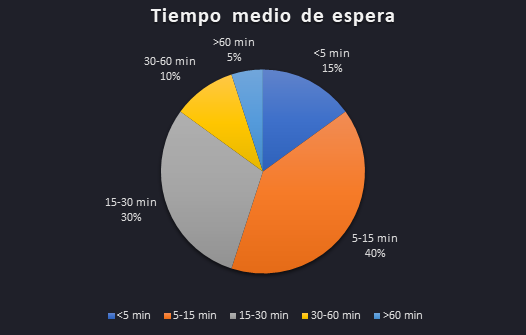 Tiempo medio de espera
>60 min
5%
<5 min
15%
30-60 min
10%
15-30 min
30%
5-15 min
40%
<5 min 5-15 min 15-30 min 30-60 min >60 min